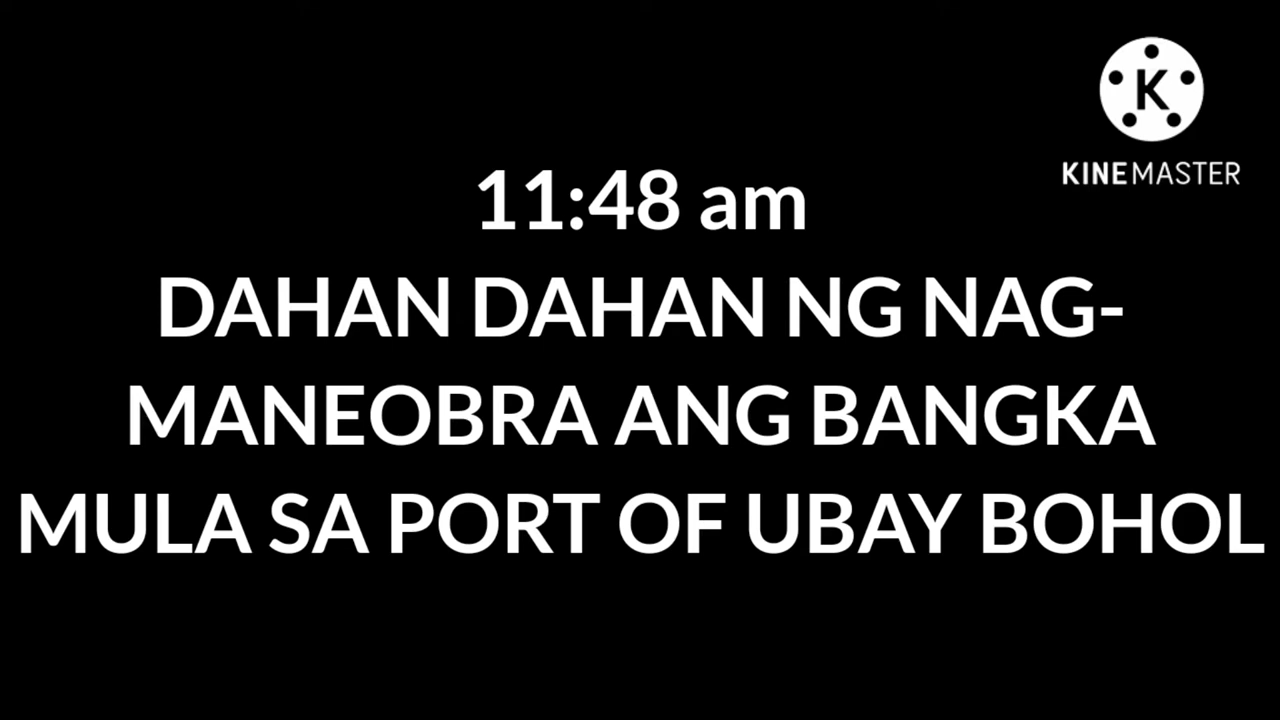 K
KINEMASTER
11:48 am
DAHAN DAHAN NG NAG-
MANEOBRA ANG BANGKA
MULA SA PORT OF UBAY BOHOL